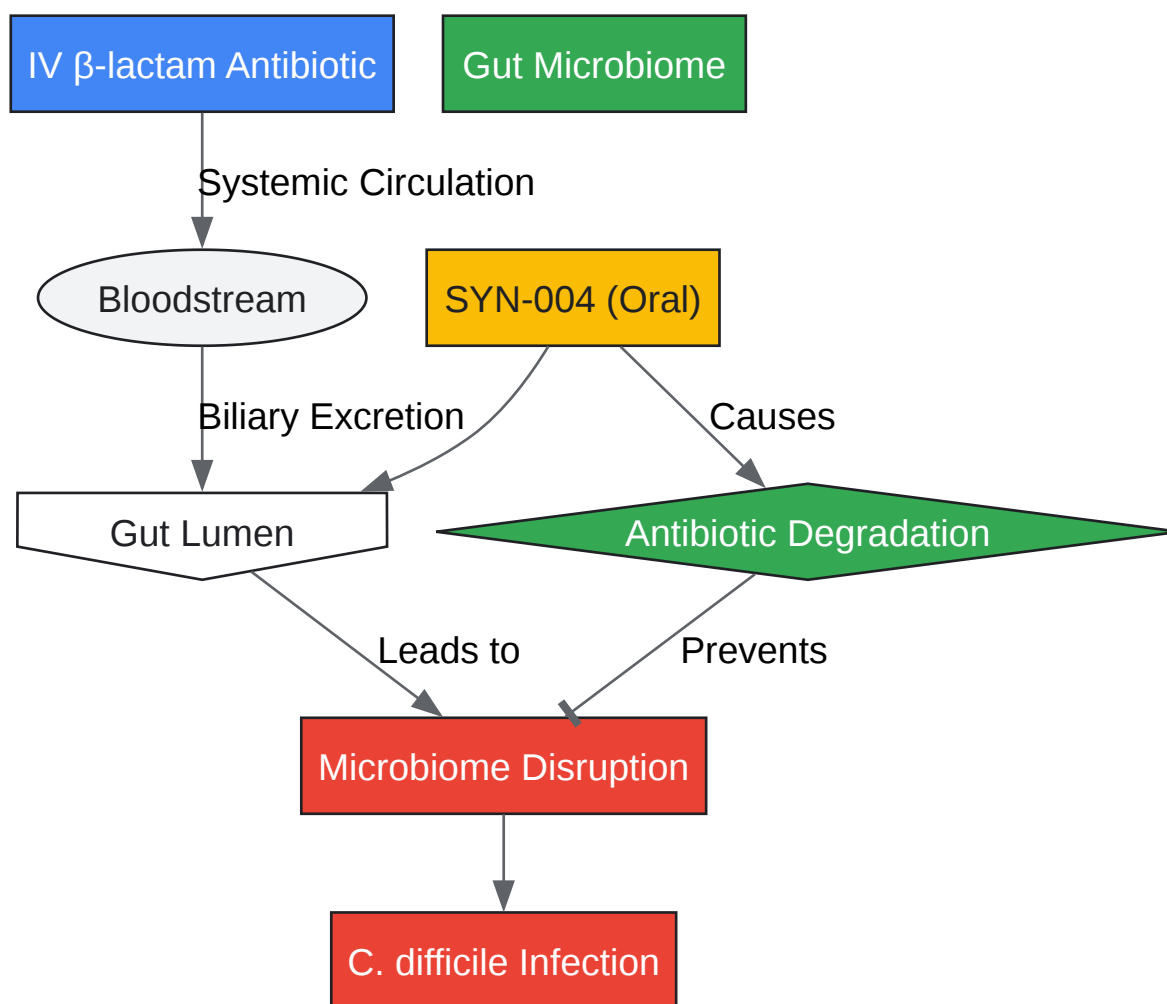 IV β-lactam Antibiotic
Gut Microbiome
Systemic Circulation
Bloodstream
SYN-004 (Oral)
Biliary Excretion
Causes
Gut Lumen
Antibiotic Degradation
Leads to
Prevents
Microbiome Disruption
C. difficile Infection